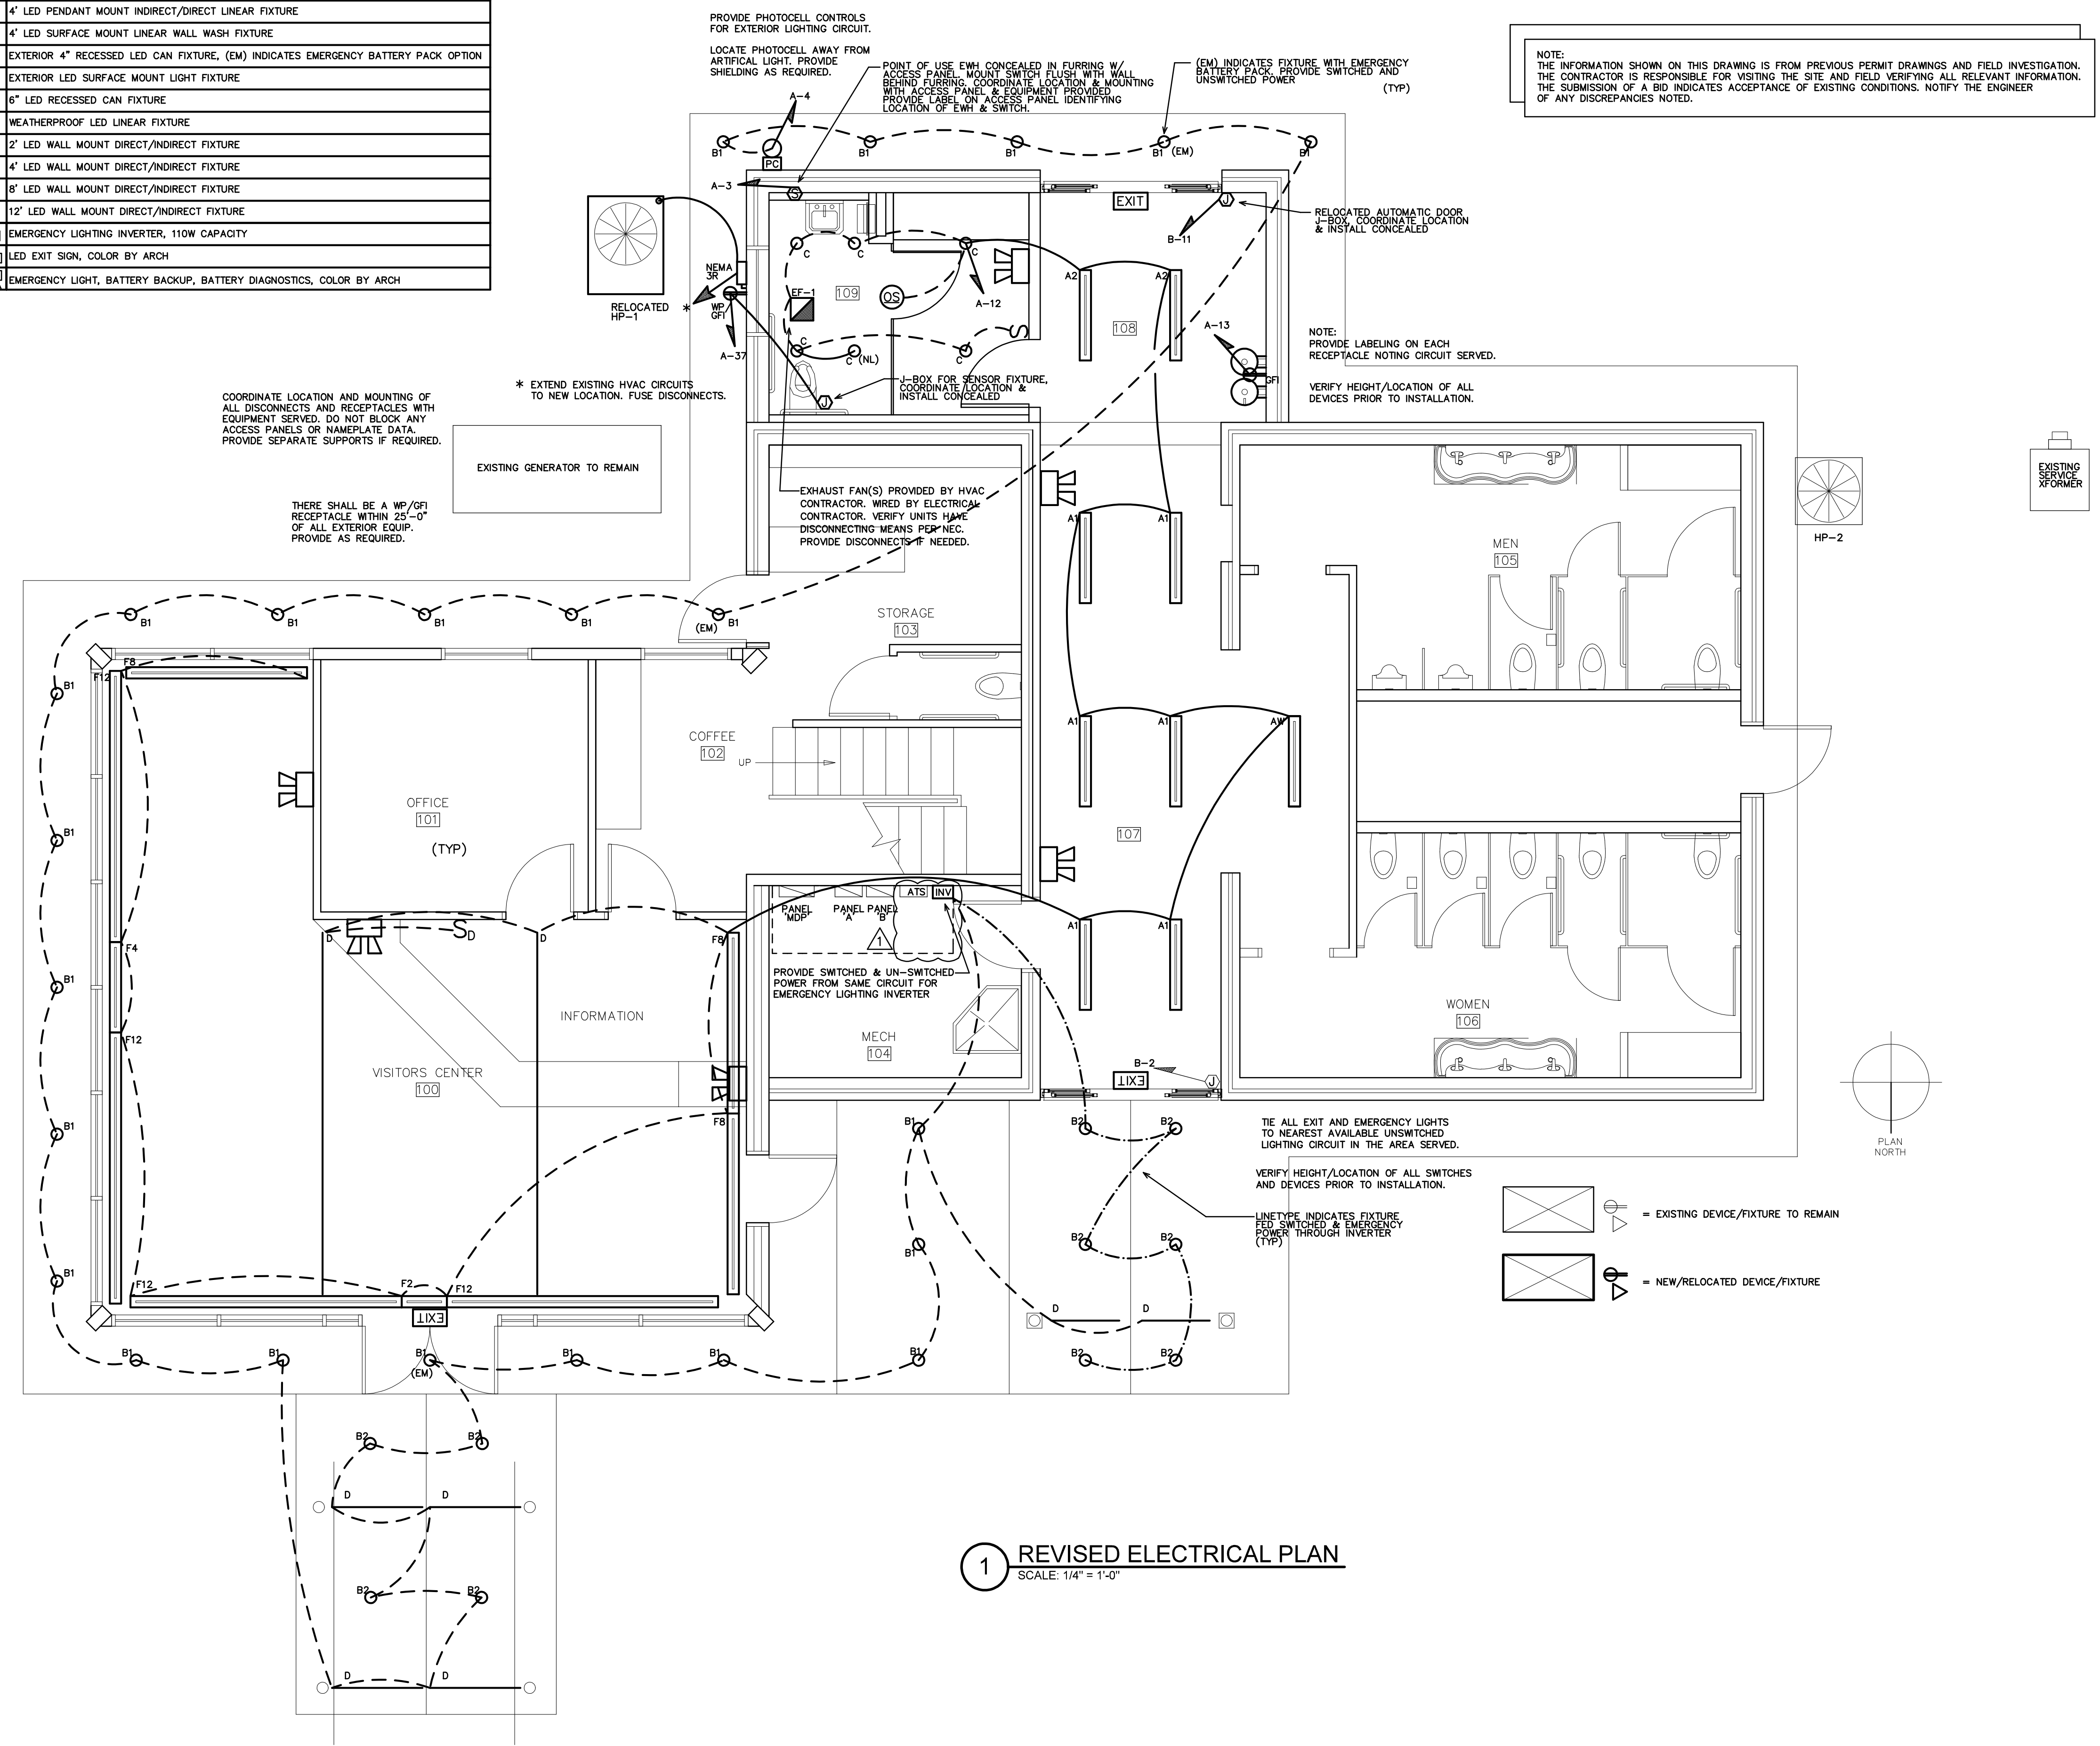 4' LED PENDANT MOUNT INDIRECT/DIRECT LINEAR FIXTURE
4' LED SURFACE MOUNT LINEAR WALL WASH FIXTURE
EXTERIOR 4" RECESSED LED CAN FIXTURE, (EM) INDICATES EMERGENCY BATTERY PACK OPTION
EXTERIOR LED SURFACE MOUNT LIGHT FIXTURE
6" LED RECESSED CAN FIXTURE
WEATHERPROOF LED LINEAR FIXTURE
2' LED WALL MOUNT DIRECT/INDIRECT FIXTURE
4' LED WALL MOUNT DIRECT/INDIRECT FIXTURE
8' LED WALL MOUNT DIRECT/INDIRECT FIXTURE
12' LED WALL MOUNT DIRECT/INDIRECT FIXTURE
EMERGENCY LIGHTING INVERTER, 110W CAPACITY
LED EXIT SIGN, COLOR BY ARCH
EMERGENCY LIGHT, BATTERY BACKUP, BATTERY DIAGNOSTICS, COLOR BY ARCH
PROVIDE PHOTOCELL CONTROLS
FOR EXTERIOR LIGHTING CIRCUIT.
LOCATE PHOTOCELL AWAY FROM
ARTIFICAL LIGHT. PROVIDE
SHIELDING AS REQUIRED.
POINT OF USE EWH CONCEALED IN FURRING W/
ACCESS PANEL. MOUNT SWITCH FLUSH WITH WALL
BEHIND FURRING. COORDINATE LOCATION & MOUNTING
WITH ACCESS PANEL & EQUIPMENT PROVIDED
PROVIDE LABEL ON ACCESS PANEL IDENTIFYING
LOCATION OF EWH & SWITCH.
(EM) INDICATES FIXTURE WITH EMERGENCY
BATTERY PACK. PROVIDE SWITCHED AND
UNSWITCHED POWER
(TYP)
NOTE:
THE INFORMATION SHOWN ON THIS DRAWING IS FROM PREVIOUS PERMIT DRAWINGS AND FIELD INVESTIGATION.
THE CONTRACTOR IS RESPONSIBLE FOR VISITING THE SITE AND FIELD VERIFYING ALL RELEVANT INFORMATION.
THE SUBMISSION OF A BID INDICATES ACCEPTANCE OF EXISTING CONDITIONS. NOTIFY THE ENGINEER
OF ANY DISCREPANCIES NOTED.
A-4
B1
B1
B1
B1 (EM)
B1
PC
A-3
S
EXIT
J
RELOCATED AUTOMATIC DOOR
J-BOX, COORDINATE LOCATION
& INSTALL CONCEALED
B-11
C
C
C
NEMA
3R
A2
A2
EF-1
109
OS
A-12
RELOCATED *
HP-1
WP/
GFI
108
A-13
S
NOTE:
PROVIDE LABELING ON EACH
RECEPTACLE NOTING CIRCUIT SERVED.
A-37
C
C (NL)
C
GFI
* EXTEND EXISTING HVAC CIRCUITS
TO NEW LOCATION. FUSE DISCONNECTS.
J
J-BOX FOR SENSOR FIXTURE,
COORDINATE LOCATION &
INSTALL CONCEALED
VERIFY HEIGHT/LOCATION OF ALL
DEVICES PRIOR TO INSTALLATION.
COORDINATE LOCATION AND MOUNTING OF
ALL DISCONNECTS AND RECEPTACLES WITH
EQUIPMENT SERVED. DO NOT BLOCK ANY
ACCESS PANELS OR NAMEPLATE DATA.
PROVIDE SEPARATE SUPPORTS IF REQUIRED.
EXISTING GENERATOR TO REMAIN
EXISTING
SERVICE
XFORMER
THERE SHALL BE A WP/GFI
RECEPTACLE WITHIN 25'-0"
OF ALL EXTERIOR EQUIP.
PROVIDE AS REQUIRED.
EXHAUST FAN(S) PROVIDED BY HVAC
CONTRACTOR. WIRED BY ELECTRICAL
CONTRACTOR. VERIFY UNITS HAVE
DISCONNECTING MEANS PER NEC.
PROVIDE DISCONNECTS IF NEEDED.
A1
A1
MEN
105
HP-2
B1
B1
B1
B1
(EM)
B1
STORAGE
103
F8
F12
B1
COFFEE
102
UP
A1
A1
AW
OFFICE
101
(TYP)
B1
107
ATS
INV
PANEL
'MDP'
PANEL
'A'
PANEL
'B'
1
D
SD
D
F8
A1
A1
F4
B1
PROVIDE SWITCHED & UN-SWITCHED
POWER FROM SAME CIRCUIT FOR
EMERGENCY LIGHTING INVERTER
INFORMATION
F12
MECH
104
WOMEN
106
VISITORS CENTER
100
B1
B-2
EXIT
J
F8
B1
B1
B2
B2
TIE ALL EXIT AND EMERGENCY LIGHTS
TO NEAREST AVAILABLE UNSWITCHED
LIGHTING CIRCUIT IN THE AREA SERVED.
PLAN
NORTH
VERIFY HEIGHT/LOCATION OF ALL SWITCHES
AND DEVICES PRIOR TO INSTALLATION.
LINETYPE INDICATES FIXTURE
FED SWITCHED & EMERGENCY
POWER THROUGH INVERTER
(TYP)
= EXISTING DEVICE/FIXTURE TO REMAIN
= NEW/RELOCATED DEVICE/FIXTURE
B1
B2
B2
B1
F12
F2
F12
EXIT
D
D
B1
B1
B1
(EM)
B1
B1
B1
B2
B2
B2
B2
D
D
B2
B2
D
D
1
REVISED ELECTRICAL PLAN
SCALE: 1/4" = 1'-0"